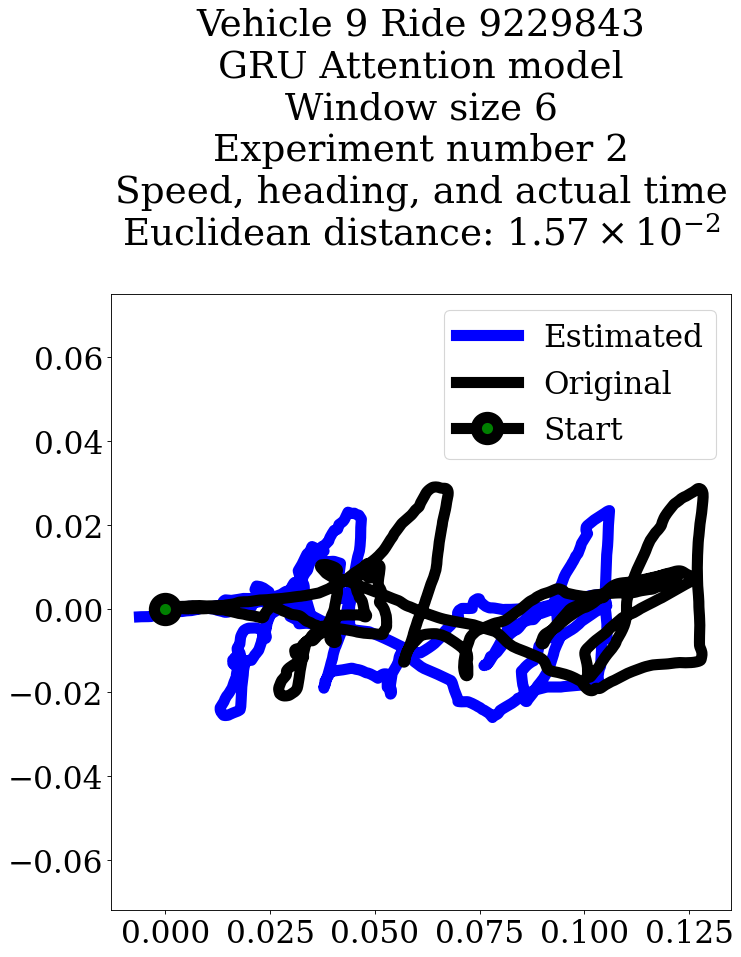 Vehicle 9 Ride 9229843
GRU Attention model
Window size 6
Experiment number 2
Speed, heading, and actual time
Euclidean distance: 1.57 × 10⁻²
Estimated
Original
Start
0.06
0.04
0.02
0.00
−0.02
−0.04
−0.06
0.000 0.025 0.050 0.075 0.100 0.125